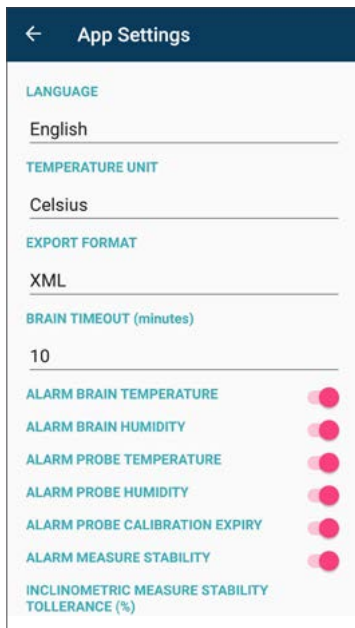 App Settings
LANGUAGE
English
TEMPERATURE UNIT
Celsius
EXPORT FORMAT
XML
BRAIN TIMEOUT (minutes)
10
ALARM BRAIN TEMPERATURE
ALARM BRAIN HUMIDITY
ALARM PROBE TEMPERATURE
ALARM PROBE HUMIDITY
ALARM PROBE CALIBRATION EXPIRY
ALARM MEASURE STABILITY
INCLINOMETRIC MEASURE STABILITY
TOLLERANCE (%)